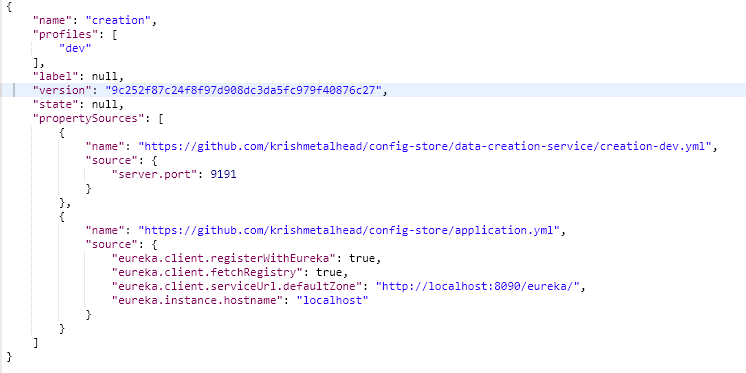 {
"name": "creation",
"profiles": [
"dev"
],
"label": null,
"version": "9c252f87c24f8f97d908dc3da5fc979f40876c27",
"state": null,
"propertySources": [
{
"name": "https://github.com/krishmetalhead/config-store/data-creation-service/creation-dev.yml",
"source": {
"server.port": 9191
}
},
{
"name": "https://github.com/krishmetalhead/config-store/application.yml",
"source": {
"eureka.client.registerWithEureka": true,
"eureka.client.fetchRegistry": true,
"eureka.client.serviceUrl.defaultZone": "http://localhost:8090/eureka/",
"eureka.instance.hostname": "localhost"
}
}
]
}